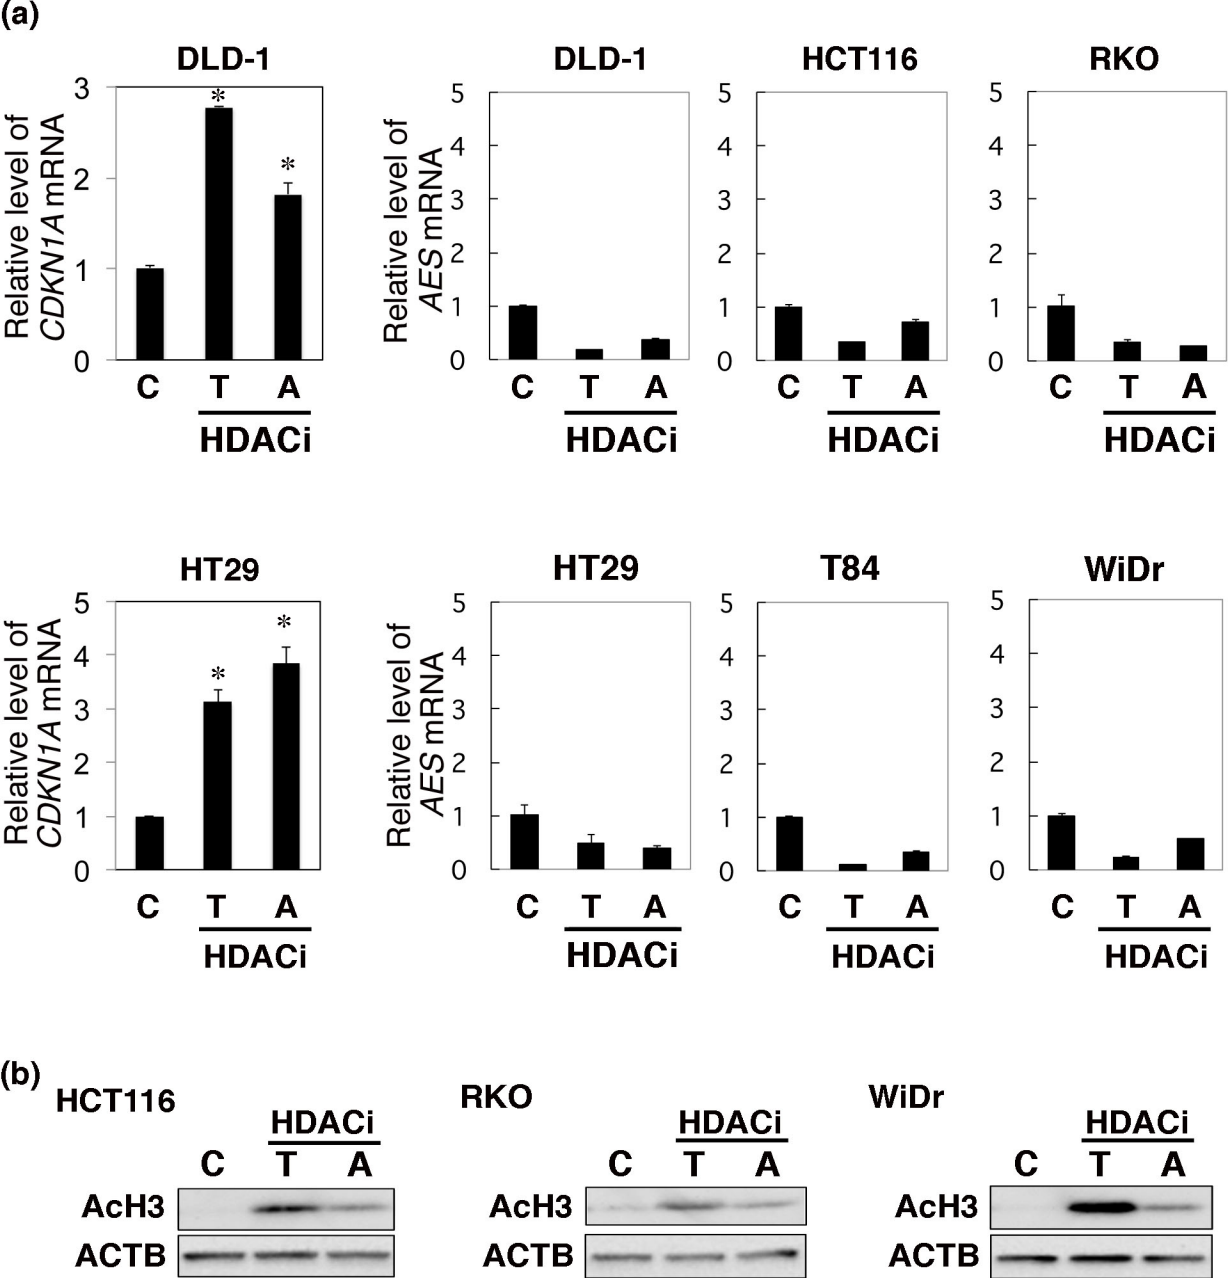 (a)
DLD-1
Relative level of
CDKN1A mRNA
3
2
1
0
*
*
C T A
HDACi
DLD-1
Relative level of
AES mRNA
5
4
3
2
1
0
C T A
HDACi
HCT116
5
4
3
2
1
0
C T A
HDACi
RKO
5
4
3
2
1
0
C T A
HDACi
HT29
Relative level of
CDKN1A mRNA
5
4
3
2
1
0
*
*
C T A
HDACi
HT29
Relative level of
AES mRNA
5
4
3
2
1
0
C T A
HDACi
T84
5
4
3
2
1
0
C T A
HDACi
WiDr
5
4
3
2
1
0
C T A
HDACi
(b)
HCT116
HDACi
C T A
AcH3
ACTB
RKO
HDACi
C T A
AcH3
ACTB
WiDr
HDACi
C T A
AcH3
ACTB